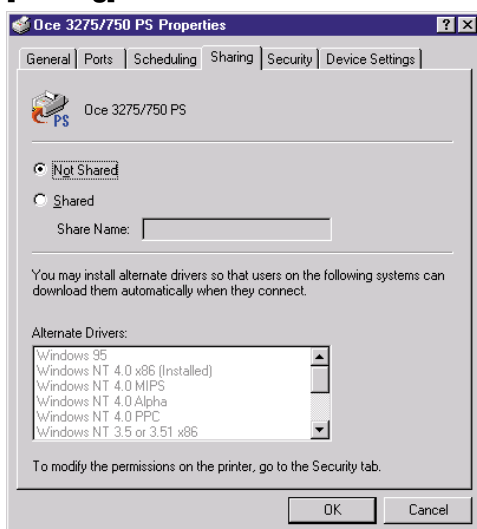 Oce 3275/750 PS Properties
General Ports Scheduling Sharing Security Device Settings
PS
Oce 3275/750 PS
Not Shared
Shared
Share Name:
You may install alternate drivers so that users on the following systems can
download them automatically when they connect.
Alternate Drivers:
Windows 95
Windows NT 4.0 x86 (Installed)
Windows NT 4.0 MIPS
Windows NT 4.0 Alpha
Windows NT 4.0 PPC
Windows NT 3.5 or 3.51 x86
To modify the permissions on the printer, go to the Security tab.
OK Cancel